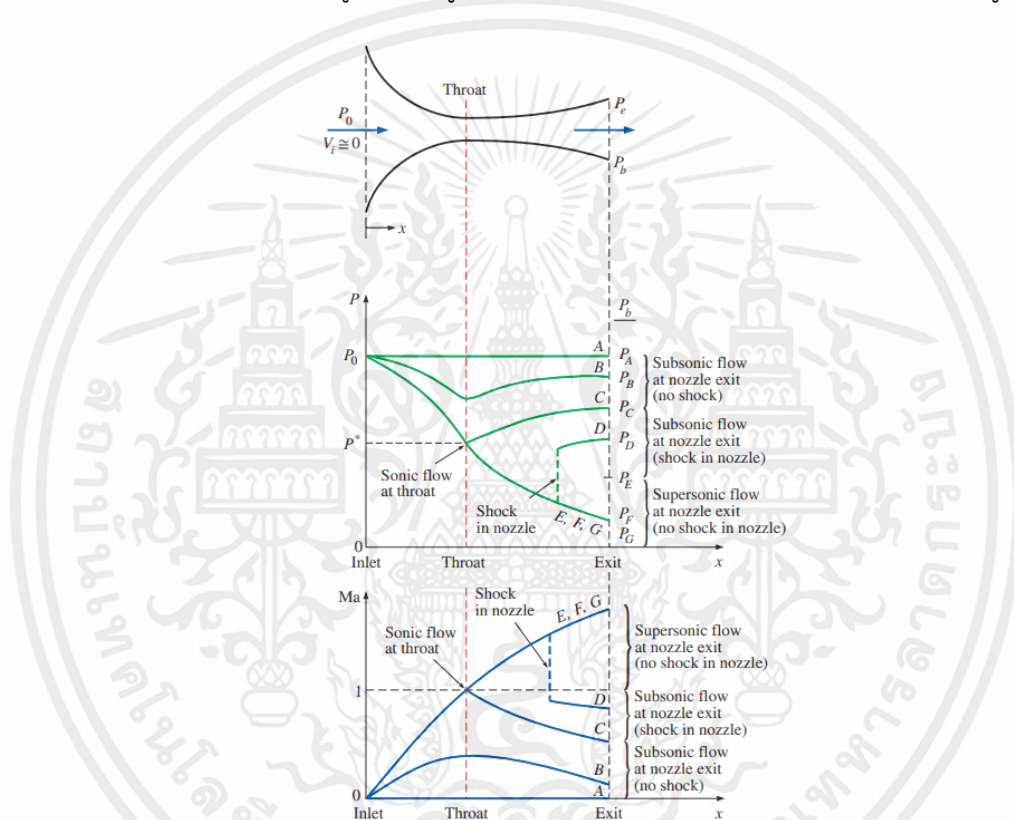 Throat
P0
Vi ≅ 0
Pe
Pb
x
P
Pb
P0
A
PA
Subsonic flow
at nozzle exit
(no shock)
B
PB
C
PC
D
PD
Subsonic flow
at nozzle exit
(shock in nozzle)
P*
Sonic flow
at throat
PE
Shock
in nozzle
E, F, G
PF
PG
Supersonic flow
at nozzle exit
(no shock in nozzle)
0
Inlet
Throat
Exit
x
Ma
Shock
in nozzle
E, F, G
Sonic flow
at throat
Supersonic flow
at nozzle exit
(no shock in nozzle)
1
D
Subsonic flow
at nozzle exit
(shock in nozzle)
C
B
Subsonic flow
at nozzle exit
(no shock)
A
0
Inlet
Throat
Exit
x